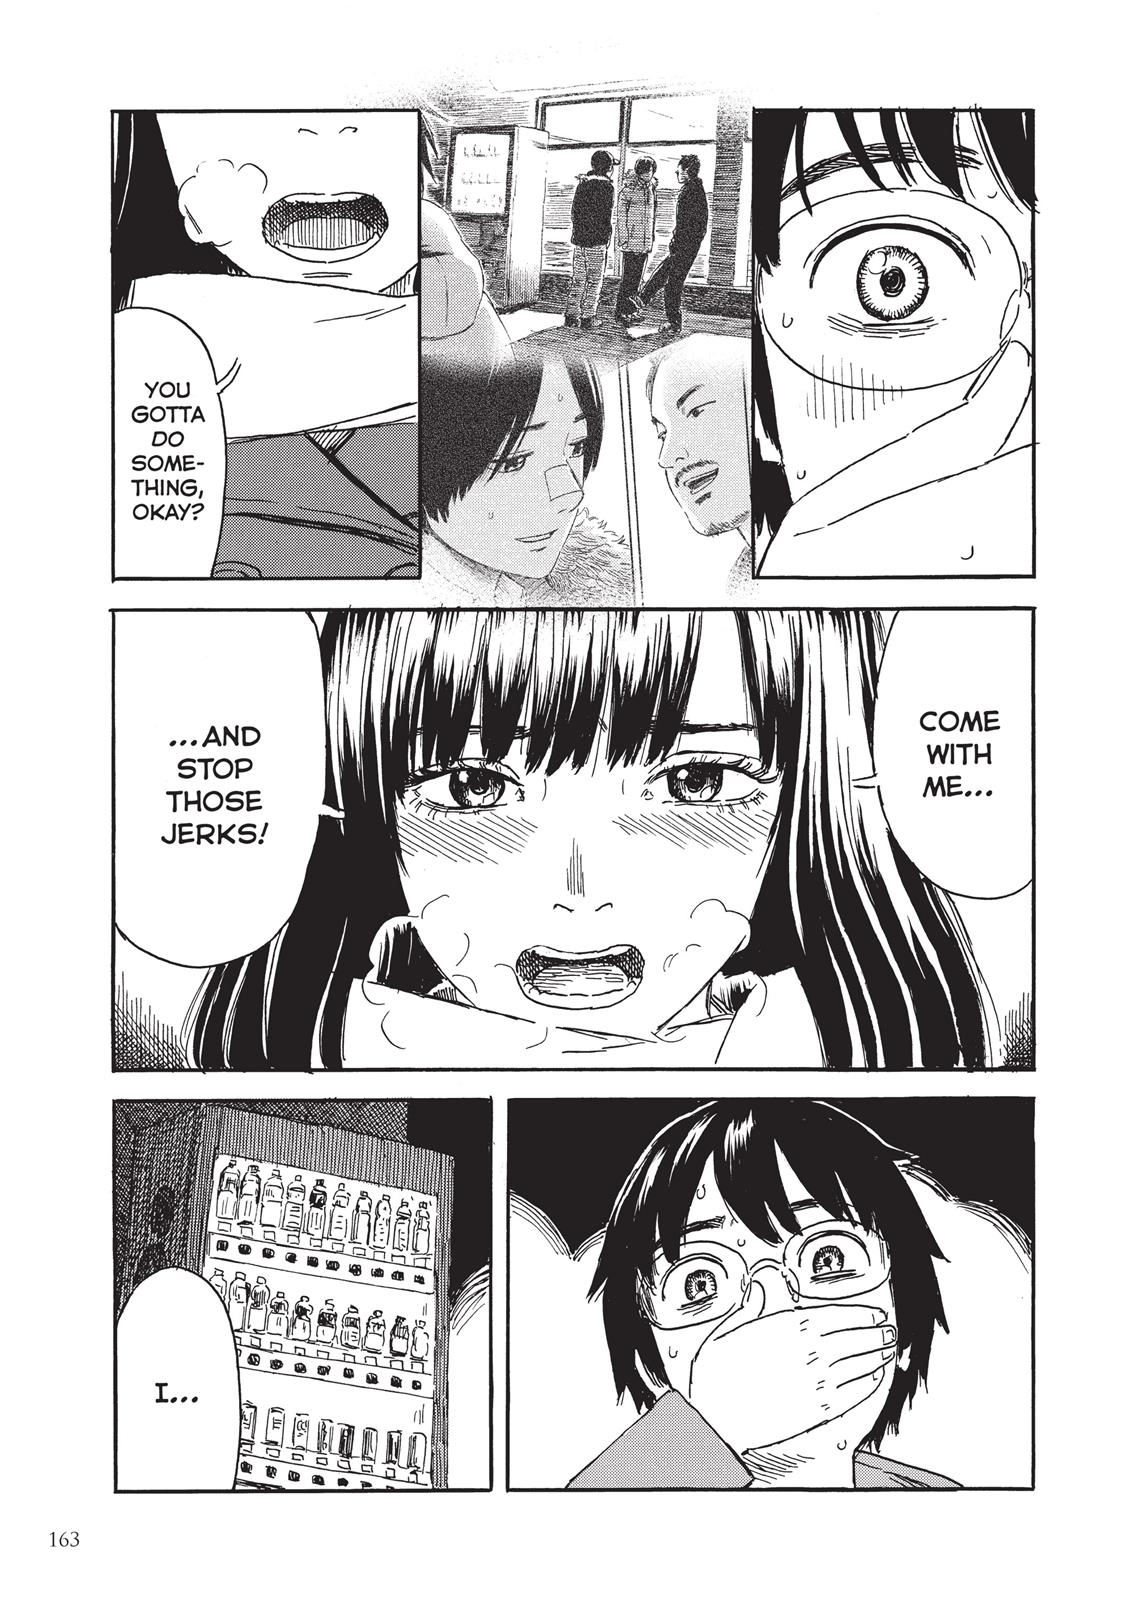 YOU
GOTTA
DO
SOME-
THING,
OKAY?
COME
WITH
ME...
...AND
STOP
THOSE
JERKS!
I...
163